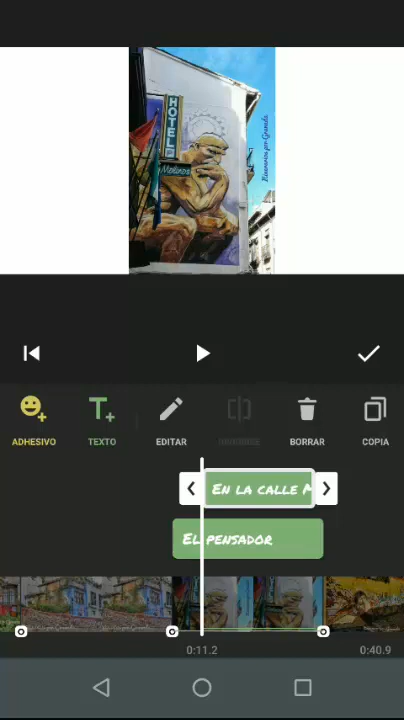 HOTEL
Molinos
Itinerarios por Granada
ADHESIVO
TEXTO
EDITAR
BORRAR
COPIA
EN LA CALLE M
EL PENSADOR
0:11.2
0:40.9